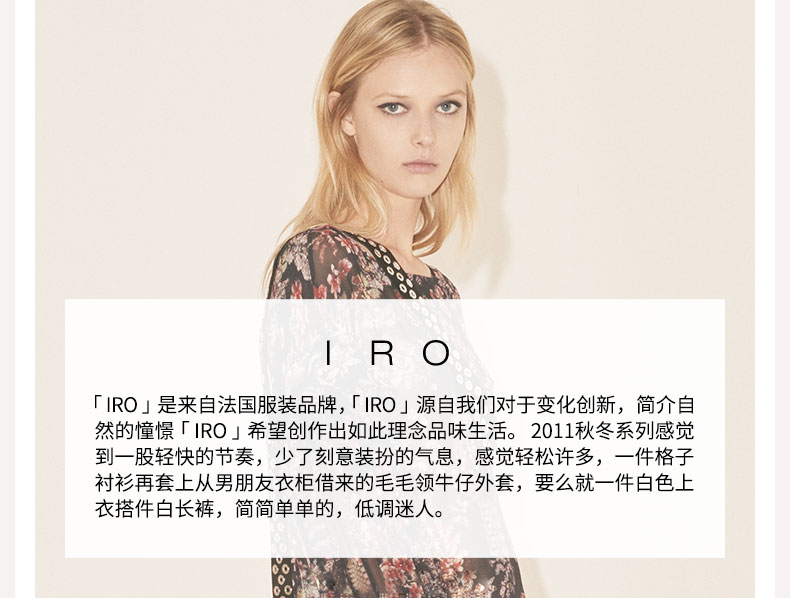 I R O
「 IRO 」是来自法国服装品牌，「 IRO 」源自我们对于变化创新，简介自
然的憧憬「 IRO 」希望创作出如此理念品味生活。2011秋冬系列感觉
到一股轻快的节奏，少了刻意装扮的气息，感觉轻松许多，一件格子
衬衫再套上从男朋友衣柜借来的毛毛领牛仔外套，要么就一件白色上
衣搭件白长裤，简简单单的，低调迷人。